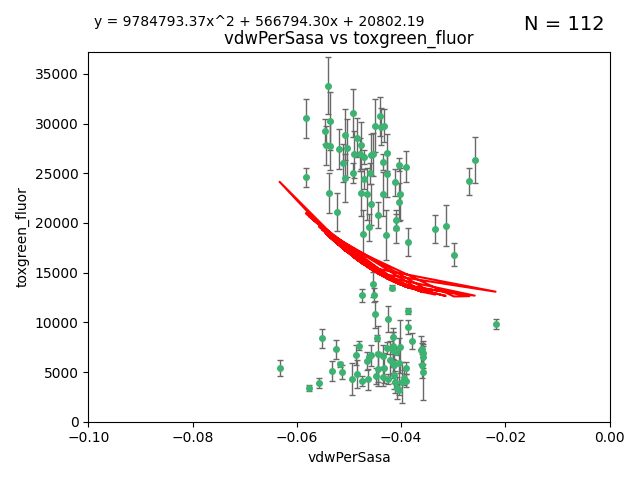 y = 9784793.37x^2 + 566794.30x + 20802.19
N = 112
vdwPerSasa vs toxgreen_fluor
35000
30000
25000
20000
15000
10000
5000
0
toxgreen_fluor
−0.10
−0.08
−0.06
−0.04
−0.02
0.00
vdwPerSasa